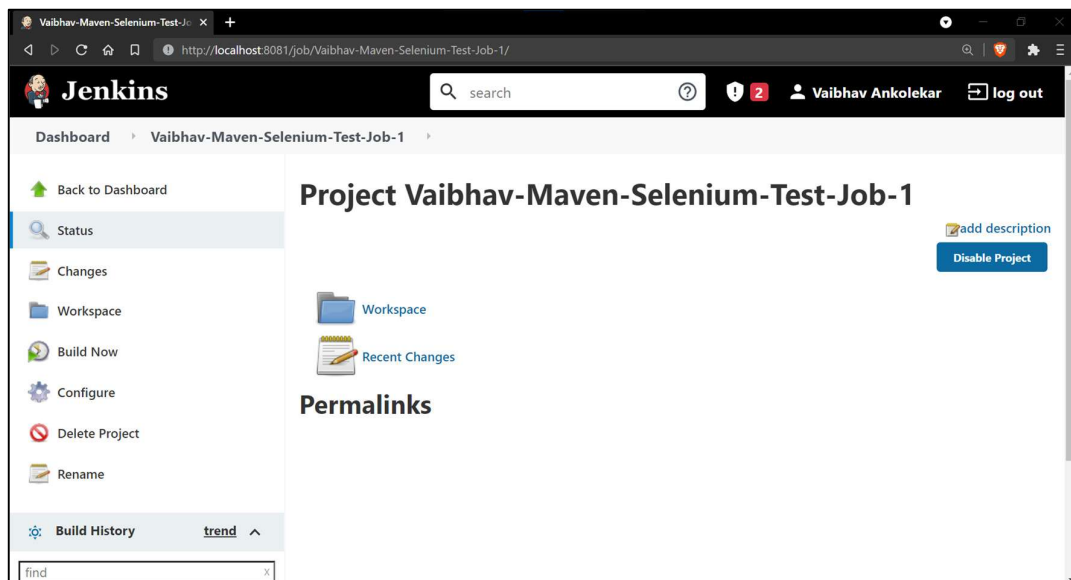 Vaibhav-Maven-Selenium-Test-Jo
http://localhost:8081/job/Vaibhav-Maven-Selenium-Test-Job-1/
Jenkins
search
2
Vaibhav Ankolekar
log out
Dashboard
Vaibhav-Maven-Selenium-Test-Job-1
Back to Dashboard
Status
Changes
Workspace
Build Now
Configure
Delete Project
Rename
Build History
trend
find
x
Project Vaibhav-Maven-Selenium-Test-Job-1
add description
Disable Project
Workspace
Recent Changes
Permalinks